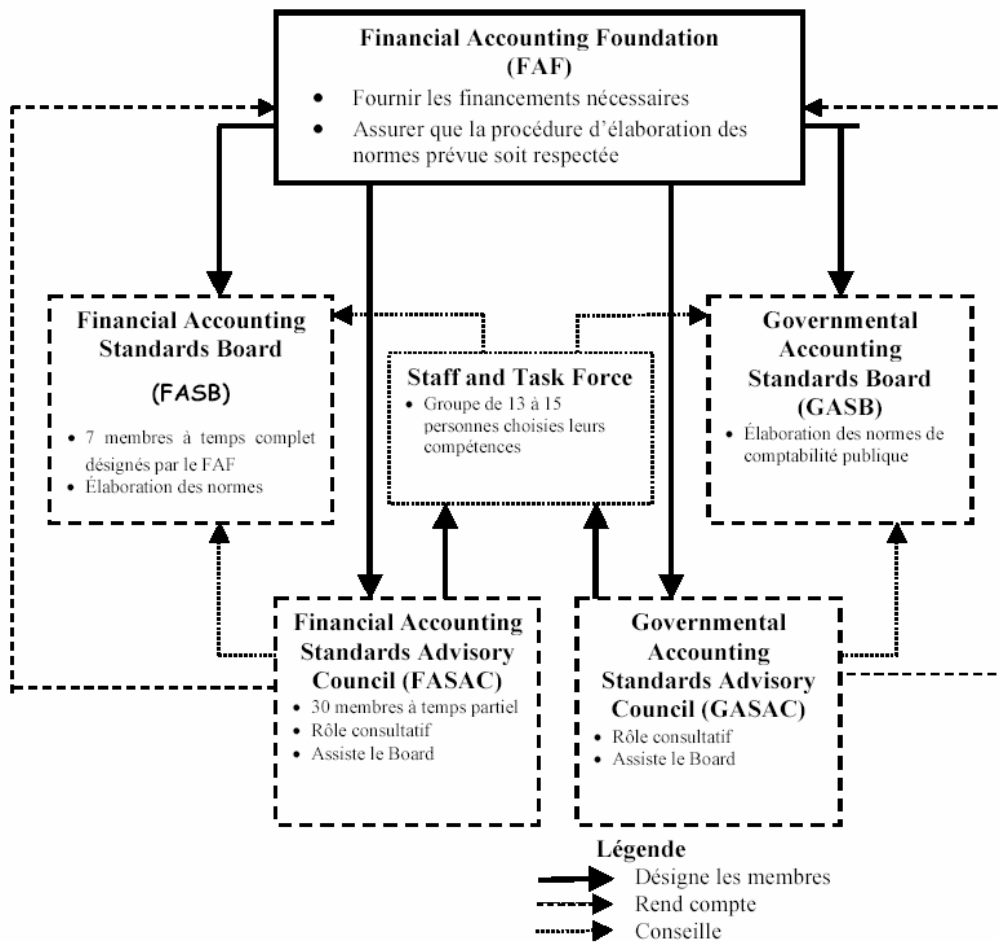 Financial Accounting Foundation
(FAF)
• Fournir les financements nécessaires
• Assurer que la procédure d'élaboration des
normes prévue soit respectée
Financial Accounting
Standards Board
(FASB)
• 7 membres à temps complet
désignés par le FAF
• Élaboration des normes
Staff and Task Force
• Groupe de 13 à 15
personnes choisies leurs
compétences
Governmental
Accounting
Standards Board
(GASB)
• Élaboration des normes de
comptabilité publique
Financial Accounting
Standards Advisory
Council (FASAC)
• 30 membres à temps partiel
• Rôle consultatif
• Assiste le Board
Governmental
Accounting
Standards Advisory
Council (GASAC)
• Rôle consultatif
• Assiste le Board
Légende
Désigne les membres
Rend compte
Conseille